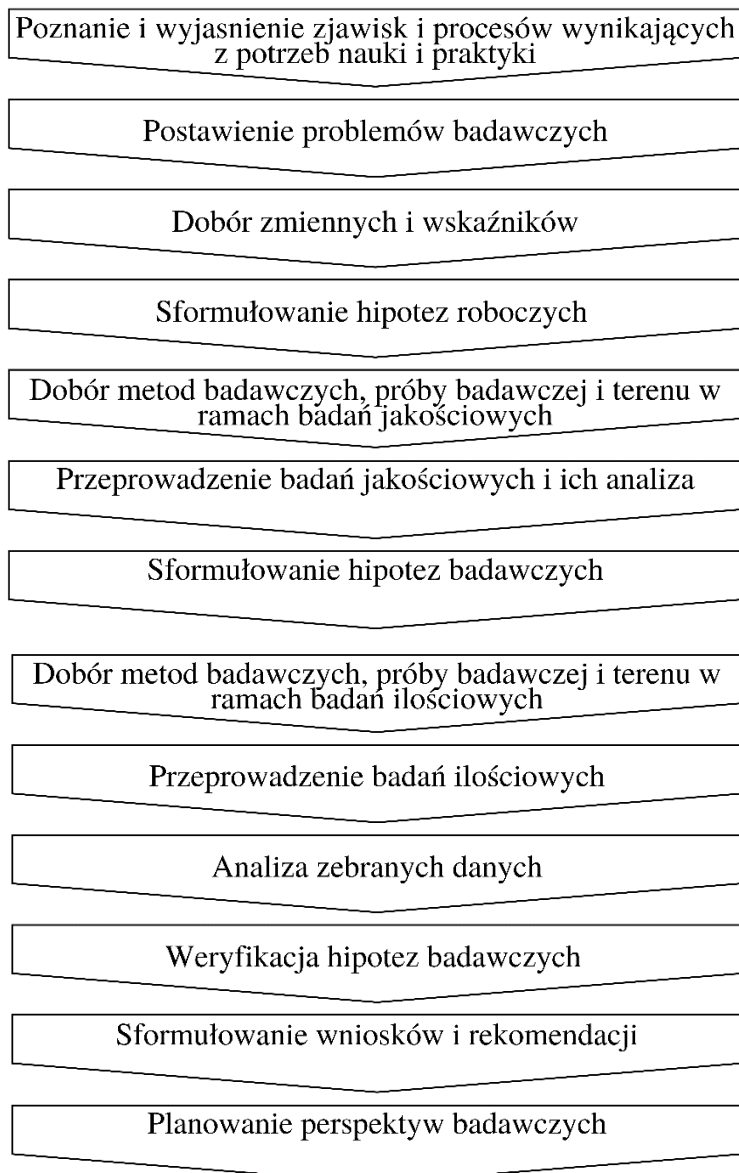 Poznanie i wyjasnienie zjawisk i procesów wynikających
z potrzeb nauki i praktyki
Postawienie problemów badawczych
Dobór zmiennych i wskaźników
Sformułowanie hipotez roboczych
Dobór metod badawczych, próby badawczej i terenu w
ramach badań jakościowych
Przeprowadzenie badań jakościowych i ich analiza
Sformułowanie hipotez badawczych
Dobór metod badawczych, próby badawczej i terenu w
ramach badań ilościowych
Przeprowadzenie badań ilościowych
Analiza zebranych danych
Weryfikacja hipotez badawczych
Sformułowanie wniosków i rekomendacji
Planowanie perspektyw badawczych